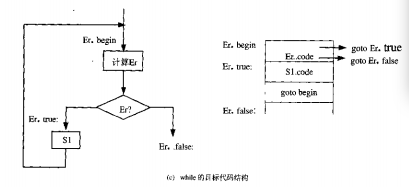 Er. begin
计算Er
Er?
Er. true:
S1
Er. .false:
Er. begin
Er.code
goto Er. true
goto Er. false
Er. true:
S1.code
goto begin
Er. false:
(c) while 的目标代码结构